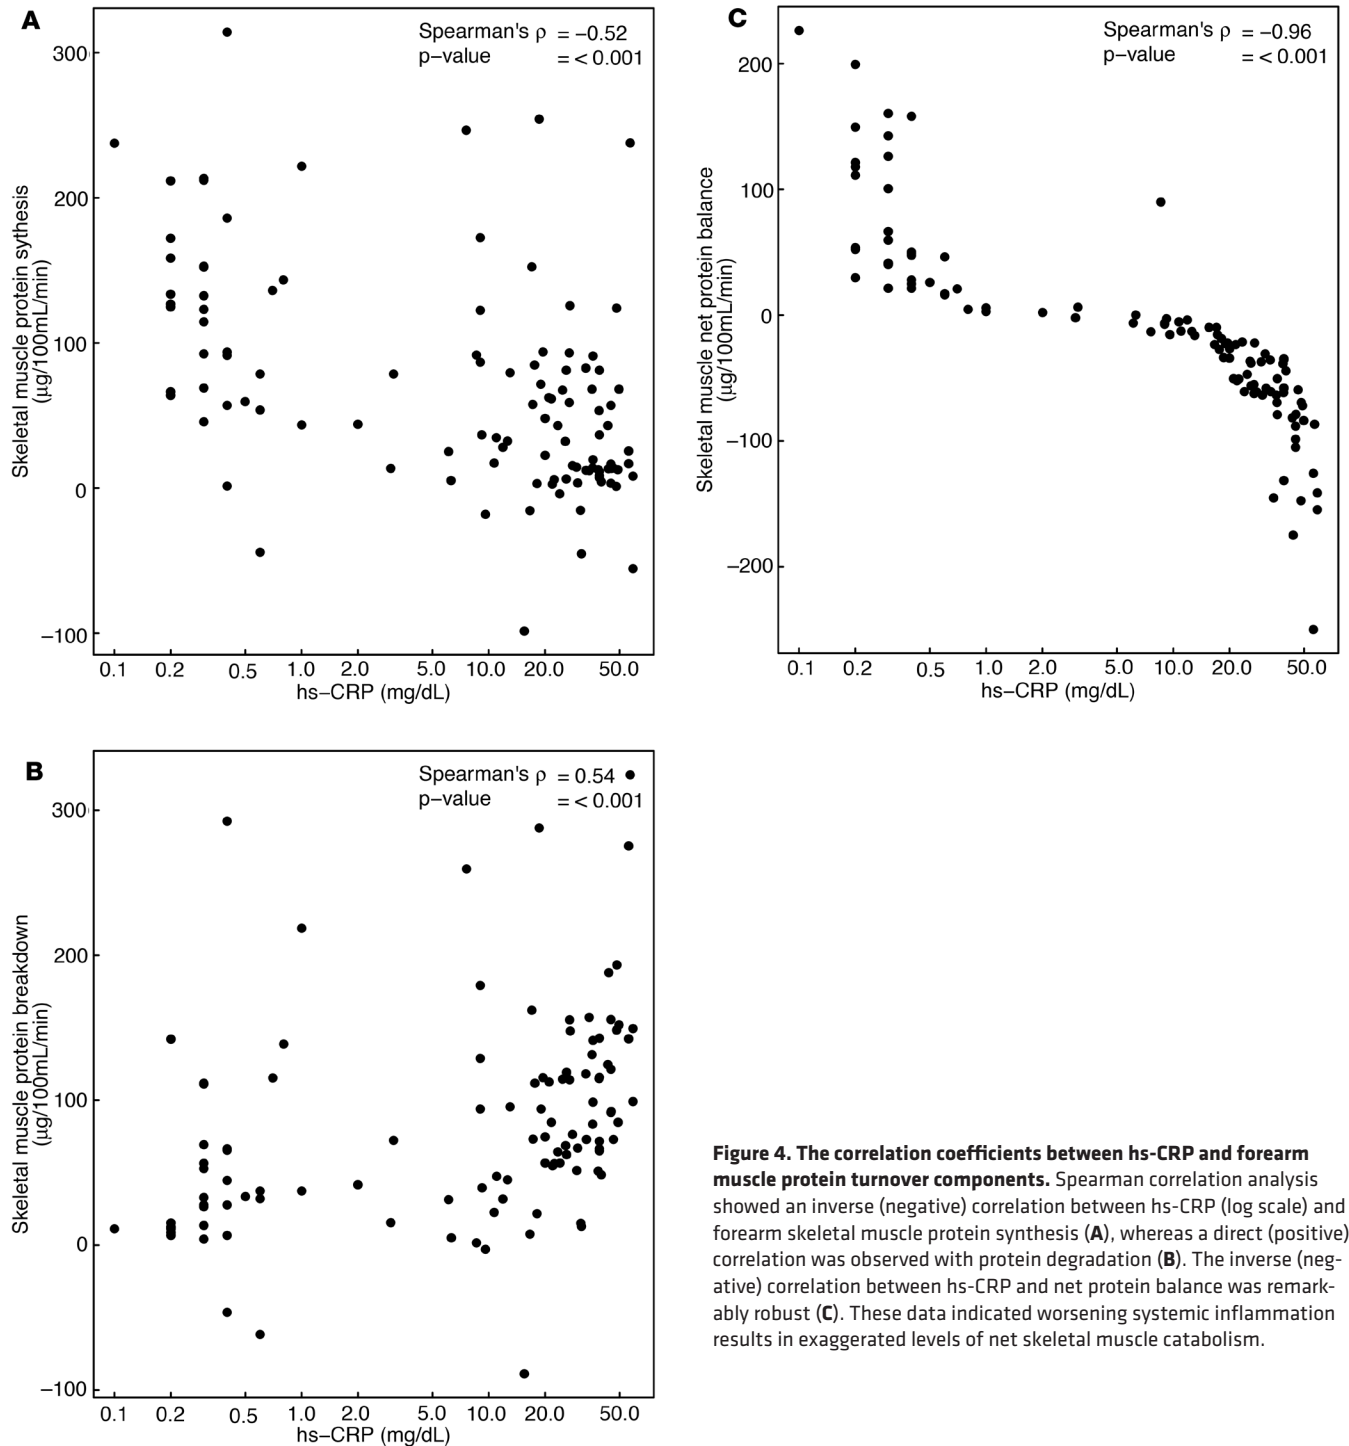 A
Spearman's ρ = −0.52
p−value = < 0.001
Skeletal muscle protein sythesis
(µg/100mL/min)
300
200
100
0
−100
0.1 0.2 0.5 1.0 2.0 5.0 10.0 20.0 50.0
hs−CRP (mg/dL)
C
Spearman's ρ = −0.96
p−value = < 0.001
Skeletal muscle net protein balance
(µg/100mL/min)
200
100
0
−100
−200
0.1 0.2 0.5 1.0 2.0 5.0 10.0 20.0 50.0
hs−CRP (mg/dL)
B
Spearman's ρ = 0.54
p−value = < 0.001
Skeletal muscle protein breakdown
(µg/100mL/min)
300
200
100
0
−100
0.1 0.2 0.5 1.0 2.0 5.0 10.0 20.0 50.0
hs−CRP (mg/dL)
Figure 4. The correlation coefficients between hs-CRP and forearm
muscle protein turnover components. Spearman correlation analysis
showed an inverse (negative) correlation between hs-CRP (log scale) and
forearm skeletal muscle protein synthesis (A), whereas a direct (positive)
correlation was observed with protein degradation (B). The inverse (neg-
ative) correlation between hs-CRP and net protein balance was remark-
ably robust (C). These data indicated worsening systemic inflammation
results in exaggerated levels of net skeletal muscle catabolism.